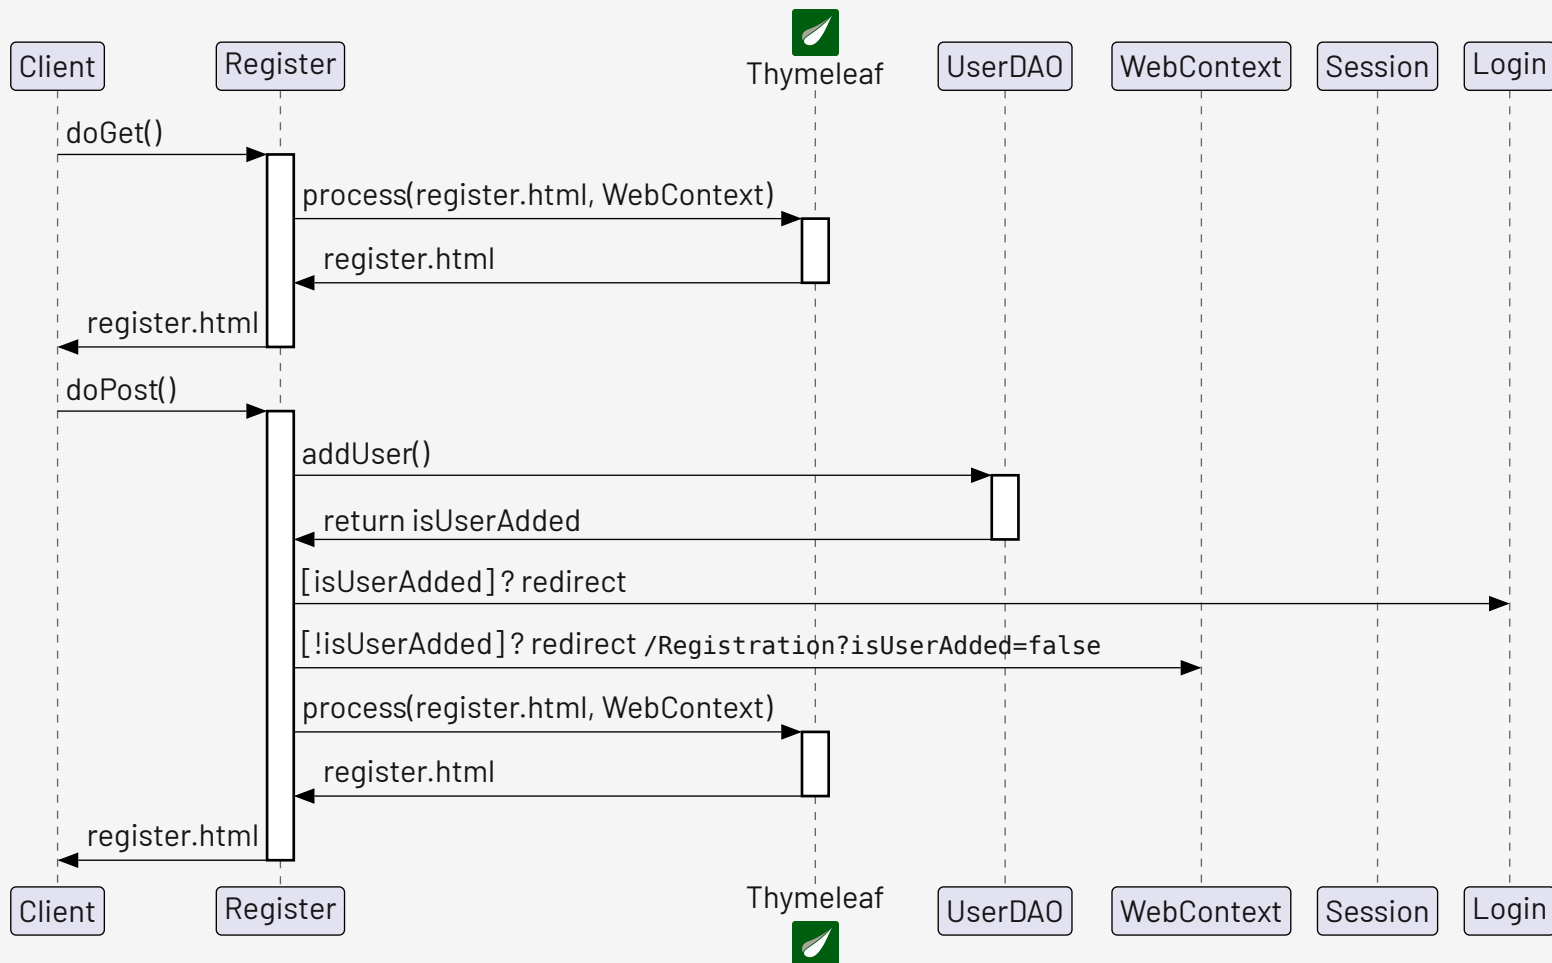 Client
Register
Thymeleaf
UserDAO
WebContext
Session
Login
doGet()
process(register.html, WebContext)
register.html
register.html
doPost()
addUser()
return isUserAdded
[isUserAdded]? redirect
[!isUserAdded]? redirect /Registration?isUserAdded=false
process(register.html, WebContext)
register.html
register.html
Client
Register
Thymeleaf
UserDAO
WebContext
Session
Login